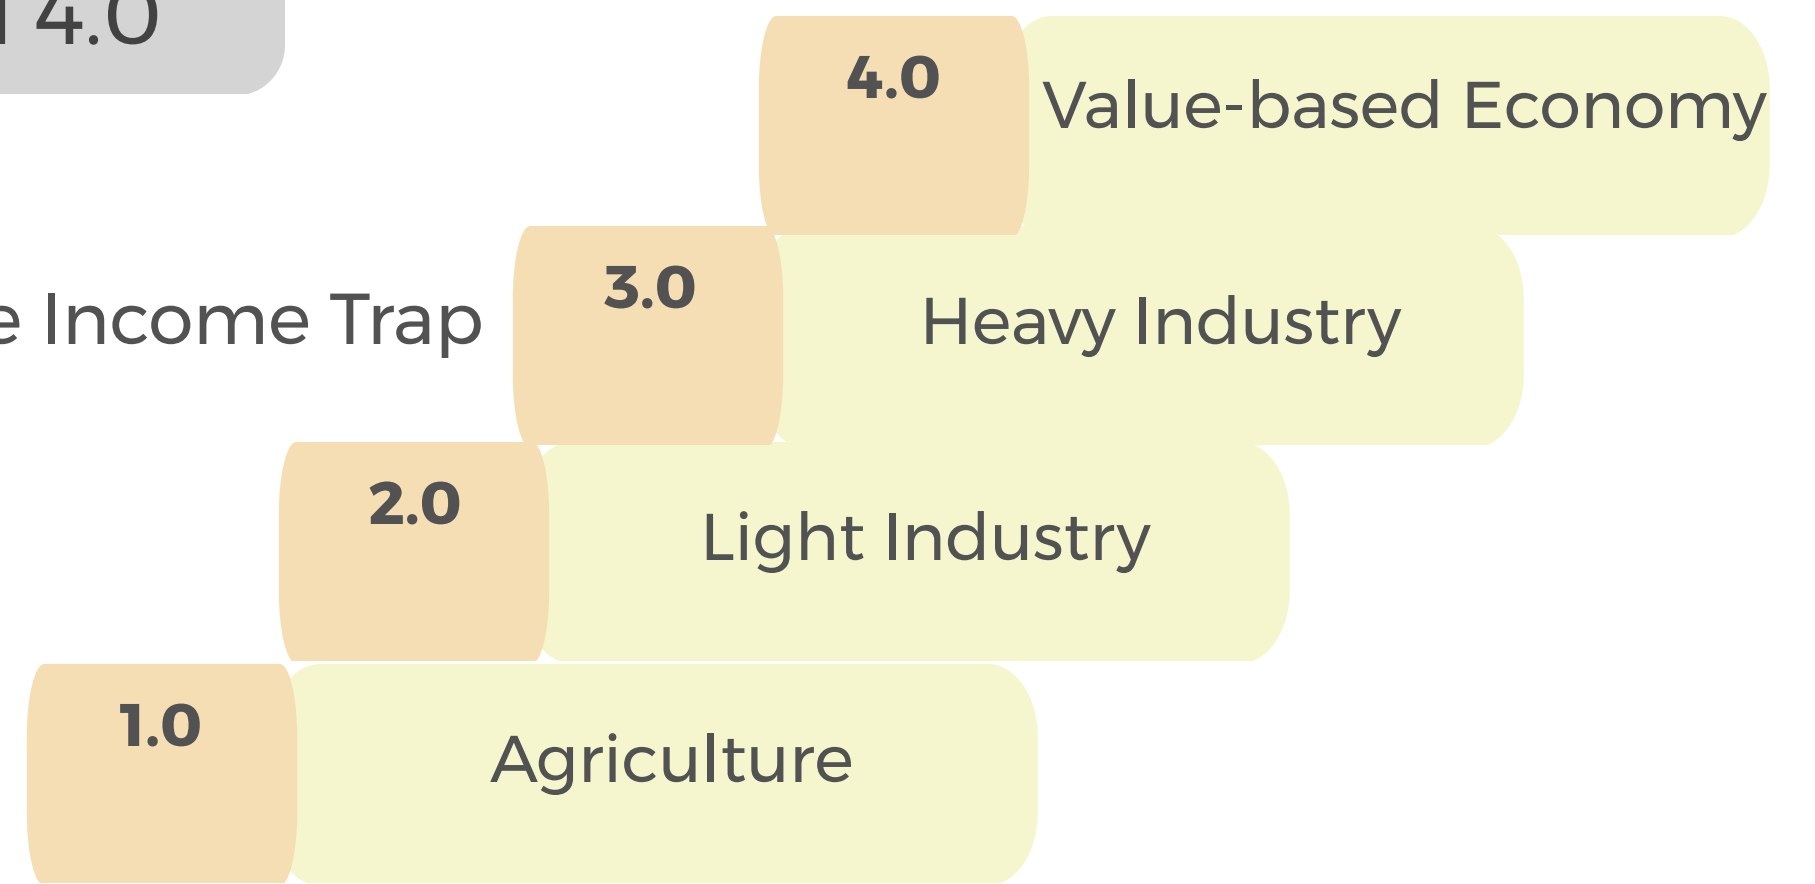 4.0
4.0
Value-based Economy
Income Trap
3.0
Heavy Industry
2.0
Light Industry
1.0
Agriculture